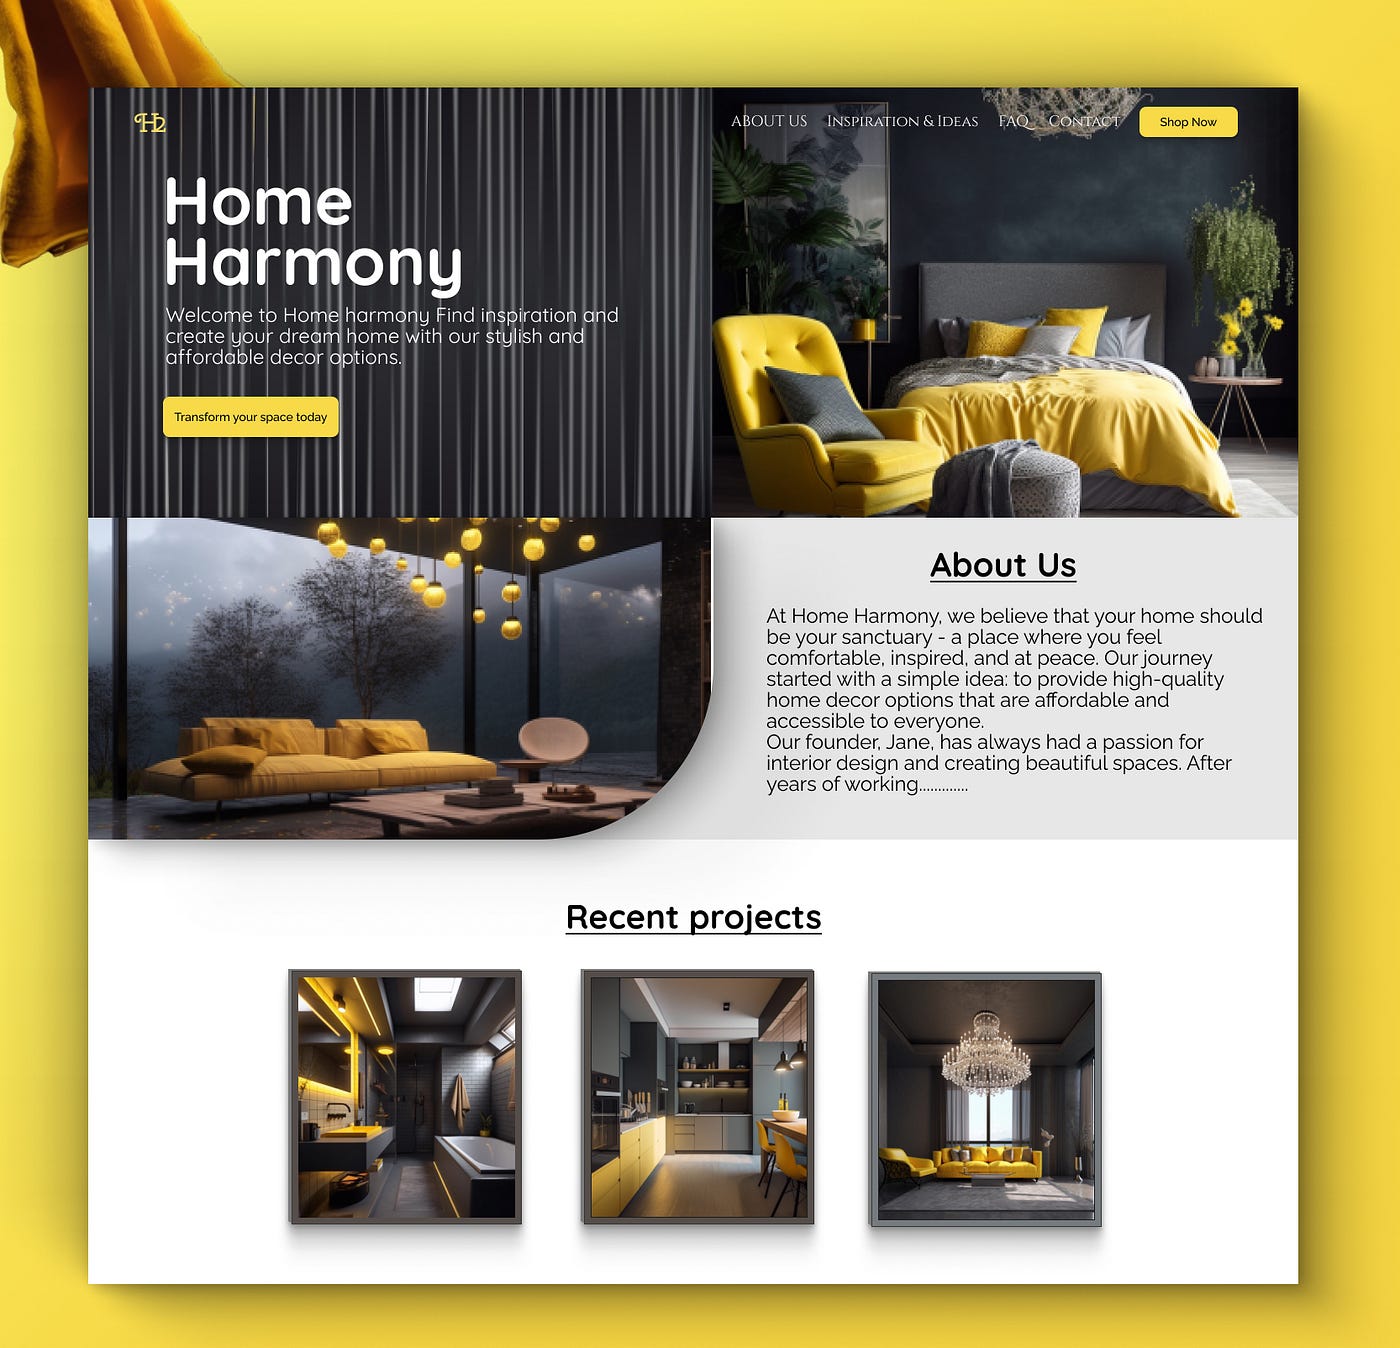 H2
ABOUT US Inspiration & Ideas FAQ Contact Shop Now
Home
Harmony
Welcome to Home harmony Find inspiration and
create your dream home with our stylish and
affordable decor options.
Transform your space today
About Us
At Home Harmony, we believe that your home should
be your sanctuary - a place where you feel
comfortable, inspired, and at peace. Our journey
started with a simple idea: to provide high-quality
home decor options that are affordable and
accessible to everyone.
Our founder, Jane, has always had a passion for
interior design and creating beautiful spaces. After
years of working.............
Recent projects